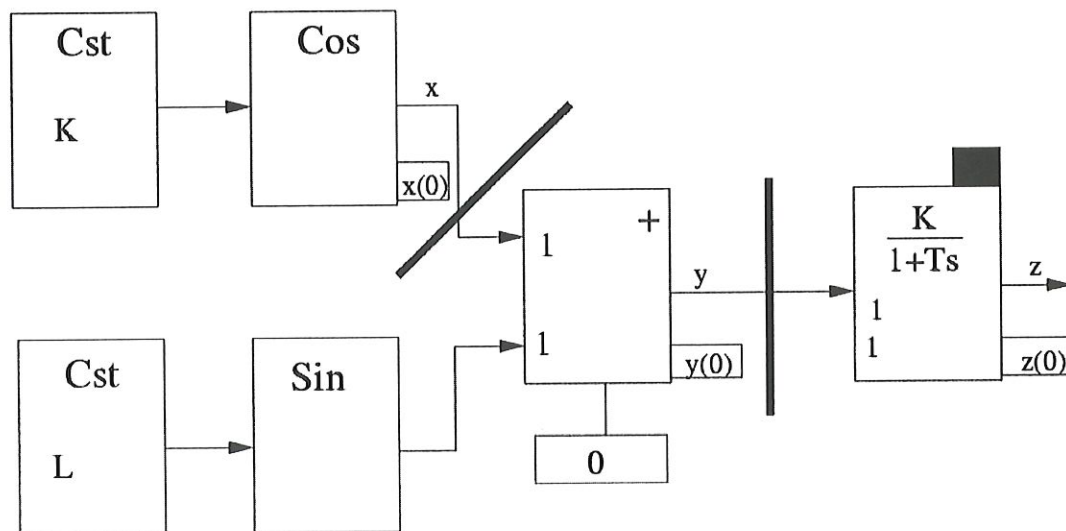 Cst
K
Cos
x
x(0)
+
1
1
y
y(0)
0
K
1+Ts
1
1
z
z(0)
Cst
L
Sin